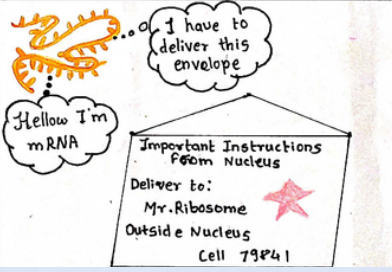 I have to
deliver this
envelope
Hellow I'm
mRNA
Important Instructions
from Nucleus
Deliver to:
Mr. Ribosome
Outside Nucleus
Cell 79841